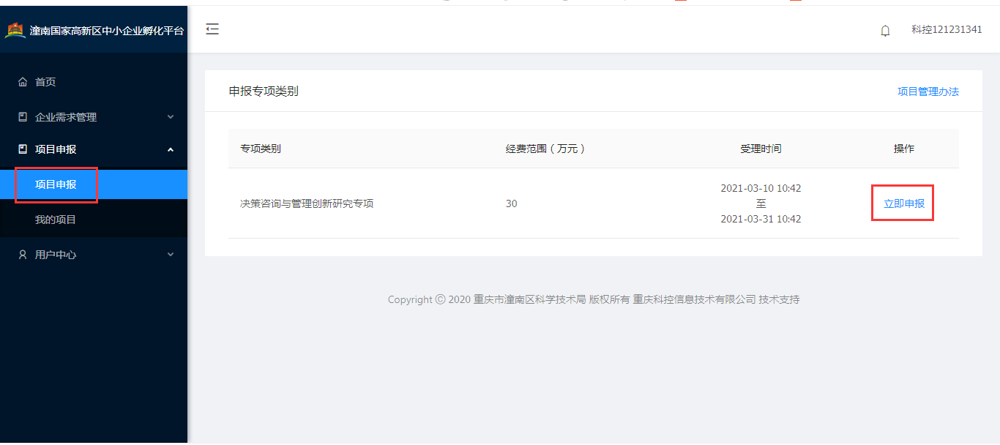 潼南国家高新区中小企业孵化平台
科控121231341
首页
企业需求管理
项目申报
项目申报
我的项目
用户中心
申报专项类别
项目管理办法
专项类别
经费范围（万元）
受理时间
操作
决策咨询与管理创新研究专项
30
2021-03-10 10:42
至
2021-03-31 10:42
立即申报
Copyright ⓒ 2020 重庆市潼南区科学技术局 版权所有 重庆科控信息技术有限公司 技术支持